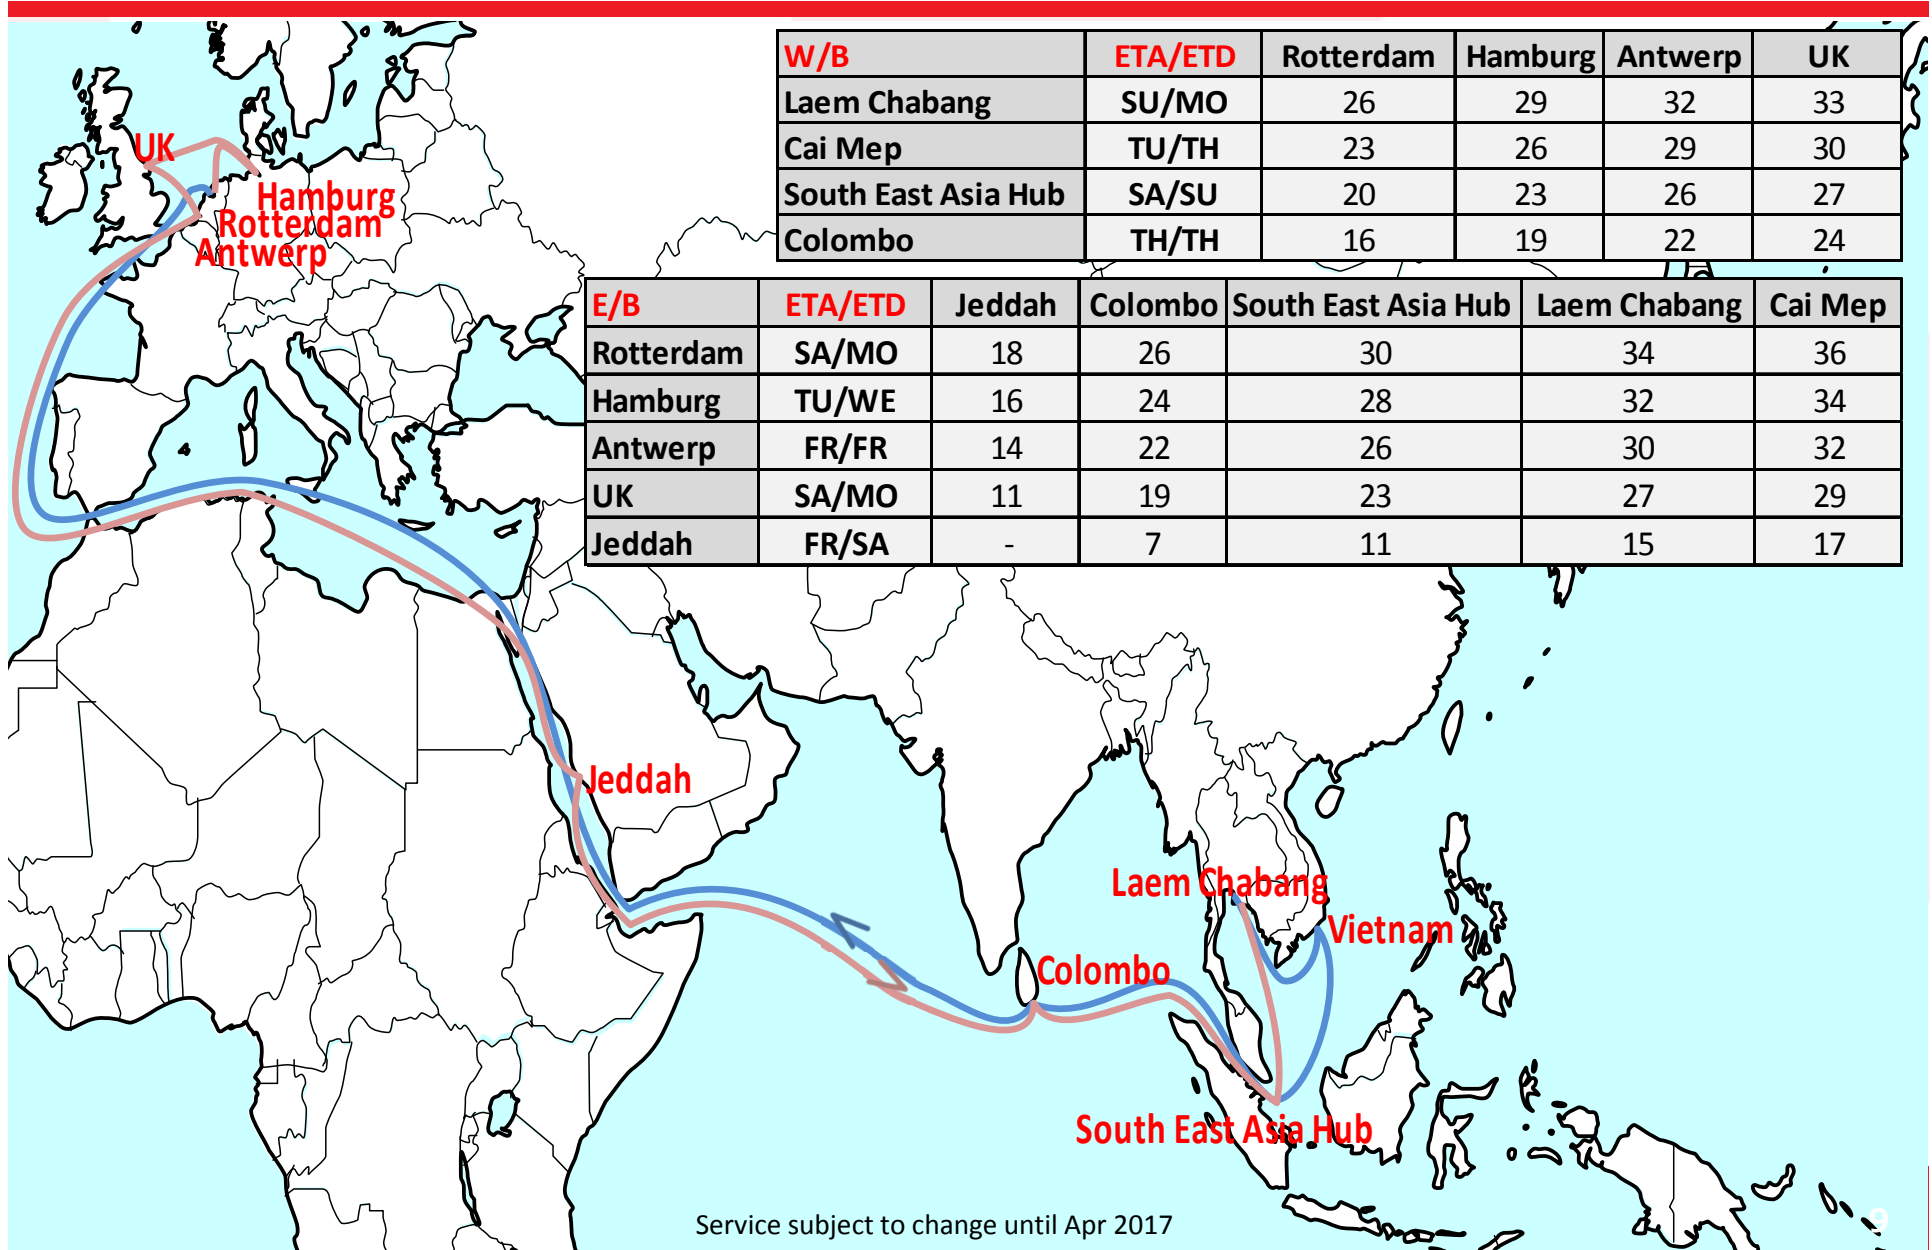 W/B ETA/ETD Rotterdam Hamburg Antwerp UK
Laem Chabang SU/MO 26 29 32 33
Cai Mep TU/TH 23 26 29 30
South East Asia Hub SA/SU 20 23 26 27
Colombo TH/TH 16 19 22 24
E/B ETA/ETD Jeddah Colombo South East Asia Hub Laem Chabang Cai Mep
Rotterdam SA/MO 18 26 30 34 36
Hamburg TU/WE 16 24 28 32 34
Antwerp FR/FR 14 22 26 30 32
UK SA/MO 11 19 23 27 29
Jeddah FR/SA - 7 11 15 17
UK
Hamburg
Rotterdam
Antwerp
Jeddah
Laem Chabang
Vietnam
Colombo
South East Asia Hub
Service subject to change until Apr 2017
9